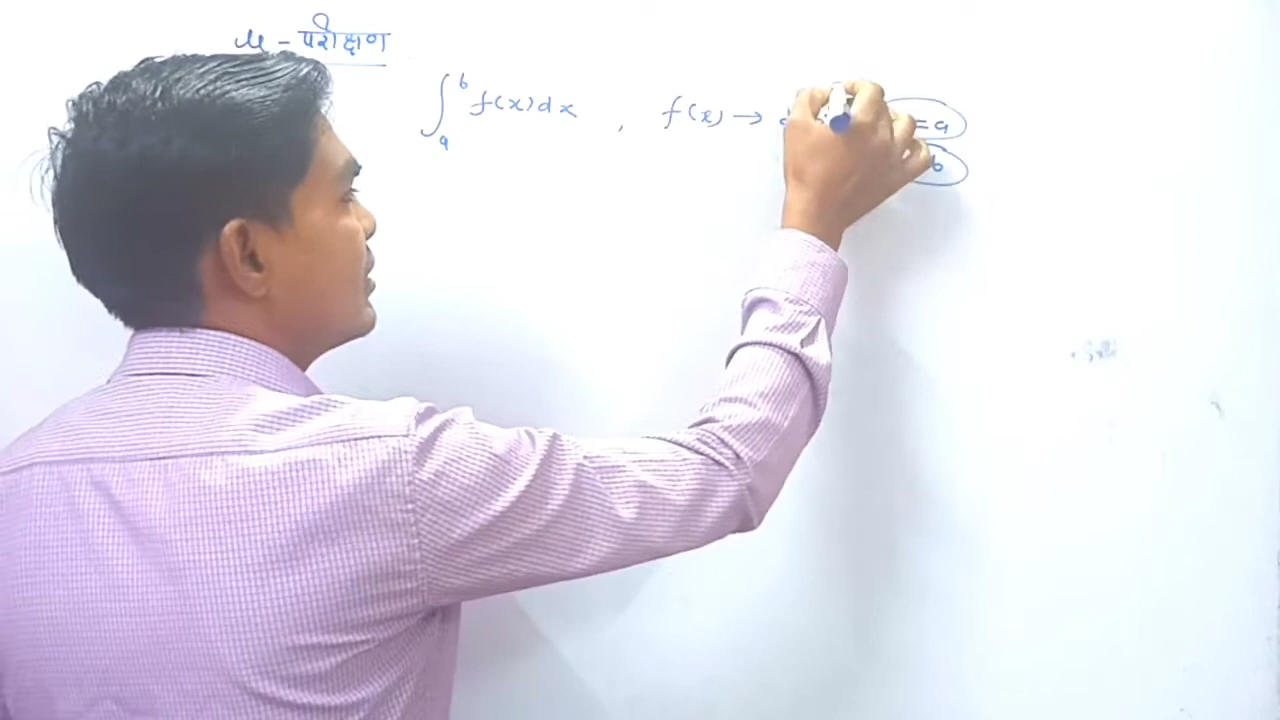 μ - परीक्षण
∫ₐᵇ f(x)dx , f(x) → = a
b